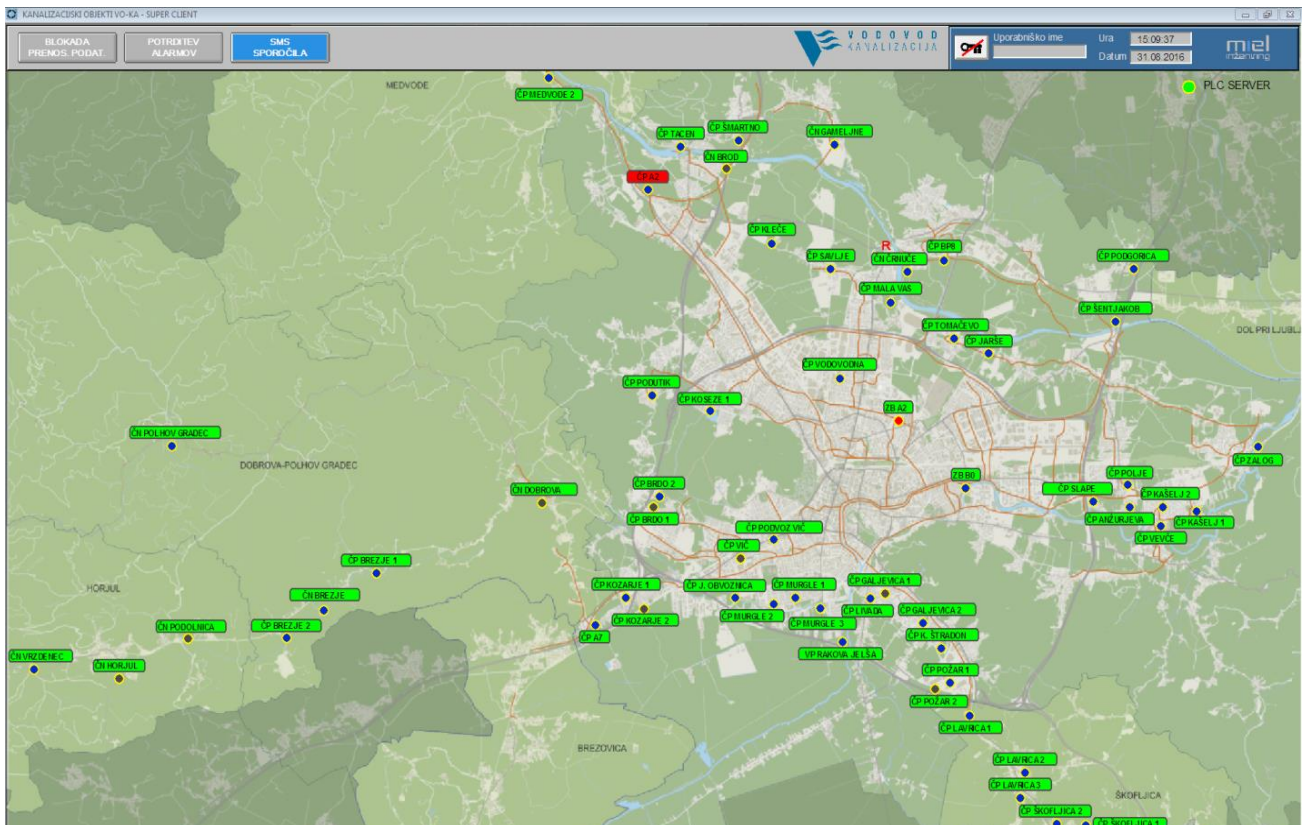 KANALIZACIJSKI OBJEKTI VO-KA - SUPER CLIENT
BLOKADA
PRENOS. PODAT.
POTRDITEV
ALARMOV
SMS
SPOROČILA
VODOVOD
KANALIZACIJA
Uporabniško ime
Ura 15:09:37
Datum 31.08.2016
miel
inženiring
PLC SERVER
MEDVODE
ČP MEDVODE 2
ČP TACEN
ČP ŠMARTNO
ČN GAMELJNE
ČN BROD
ČP A2
ČP KLEČE
R
ČP BP8
ČP SAVLJE
ČN ČRNUČE
ČP PODGORICA
ČP MALA VAS
ČP ŠENTJAKOB
ČP TOMAČEVO
DOL PRI LJUBLJ
ČP JARŠE
ČP VODOVODNA
ČP PODUTIK
ČP KOSEZE 1
ZB A2
ČN POLHOV GRADEC
DOBROVA-POLHOV GRADEC
ČP ZALOG
ČP BRDO 2
ZB B0
ČP POLJE
ČN DOBROVA
ČP SLAPE
ČP KAŠELJ 2
ČP BRDO 1
ČP ANŽURJEVA
ČP KAŠELJ 1
ČP PODVOZ VIČ
ČP VEVČE
ČP VIČ
ČP BREZJE 1
HORJUL
ČP KOZARJE 1
ČP J. OBVOZNICA
ČP MURGLE 1
ČP GALJEVICA 1
ČN BREZJE
ČP KOZARJE 2
ČP MURGLE 2
ČP LIVADA
ČP GALJEVICA 2
ČN PODOLNICA
ČP BREZJE 2
ČP MURGLE 3
ČP A7
ČP K. ŠTRADON
ČN VRZDENEC
ČN HORJUL
VP RAKOVA JELŠA
ČP POŽAR 1
ČP POŽAR 2
ČP LAVRICA 1
BREZOVICA
ČP LAVRICA 2
ČP LAVRICA 3
ŠKOFLJICA
ČP ŠKOFLJICA 2
ČP ŠKOFLJICA 1